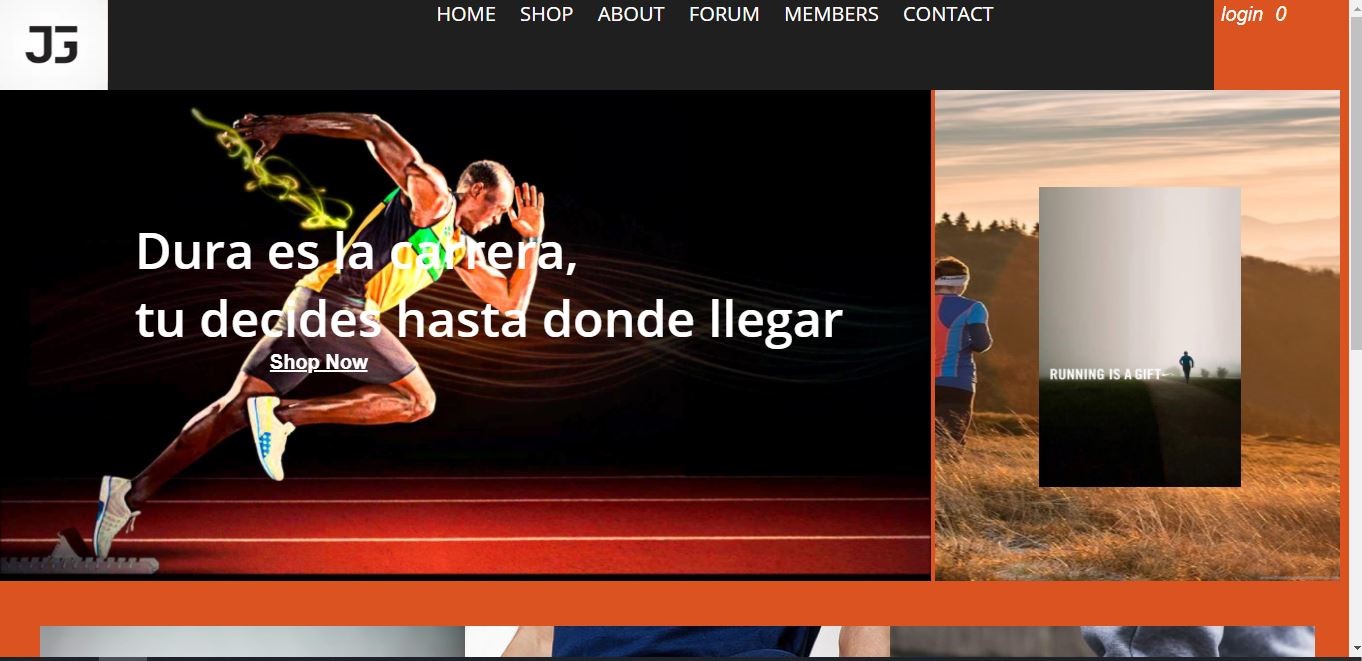 JG
HOME SHOP ABOUT FORUM MEMBERS CONTACT
login 0
Dura es la carrera,
tu decides hasta donde llegar
Shop Now
RUNNING IS A GIFT